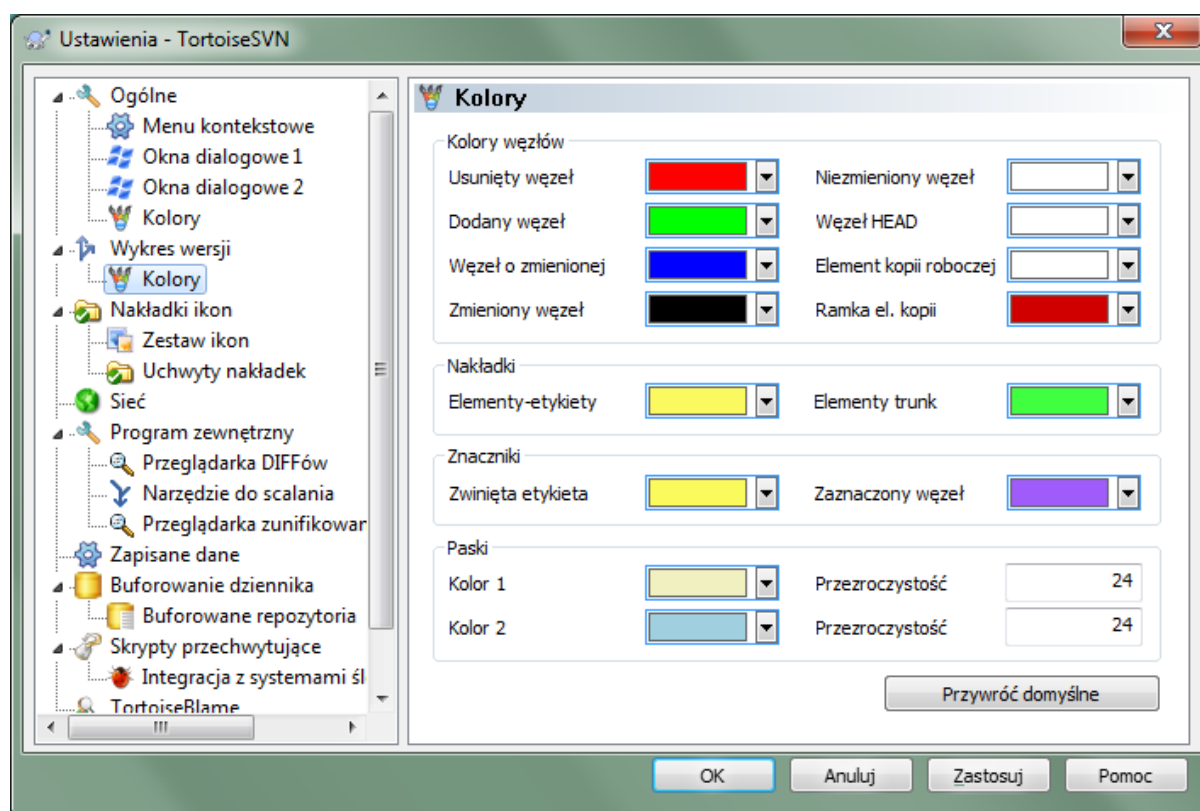 Ustawienia - TortoiseSVN
Ogólne
Menu kontekstowe
Okna dialogowe 1
Okna dialogowe 2
Kolory
Wykres wersji
Kolory
Nakładki ikon
Zestaw ikon
Uchwyty nakładek
Sieć
Program zewnętrzny
Przeglądarka DIFFów
Narzędzie do scalania
Przeglądarka zunifikowar
Zapisane dane
Buforowanie dziennika
Buforowane repozytoria
Skrypty przechwytujące
Integracja z systemami śl
TortoiseBlame
Kolory
Kolory węzłów
Usunięty węzeł
Niezmieniony węzeł
Dodany węzeł
Węzeł HEAD
Węzeł o zmienionej
Element kopii roboczej
Zmieniony węzeł
Ramka el. kopii
Nakładki
Elementy-etykiety
Elementy trunk
Znaczniki
Zwinięta etykieta
Zaznaczony węzeł
Paski
Kolor 1
Przezroczystość 24
Kolor 2
Przezroczystość 24
Przywróć domyślne
OK
Anuluj
Zastosuj
Pomoc